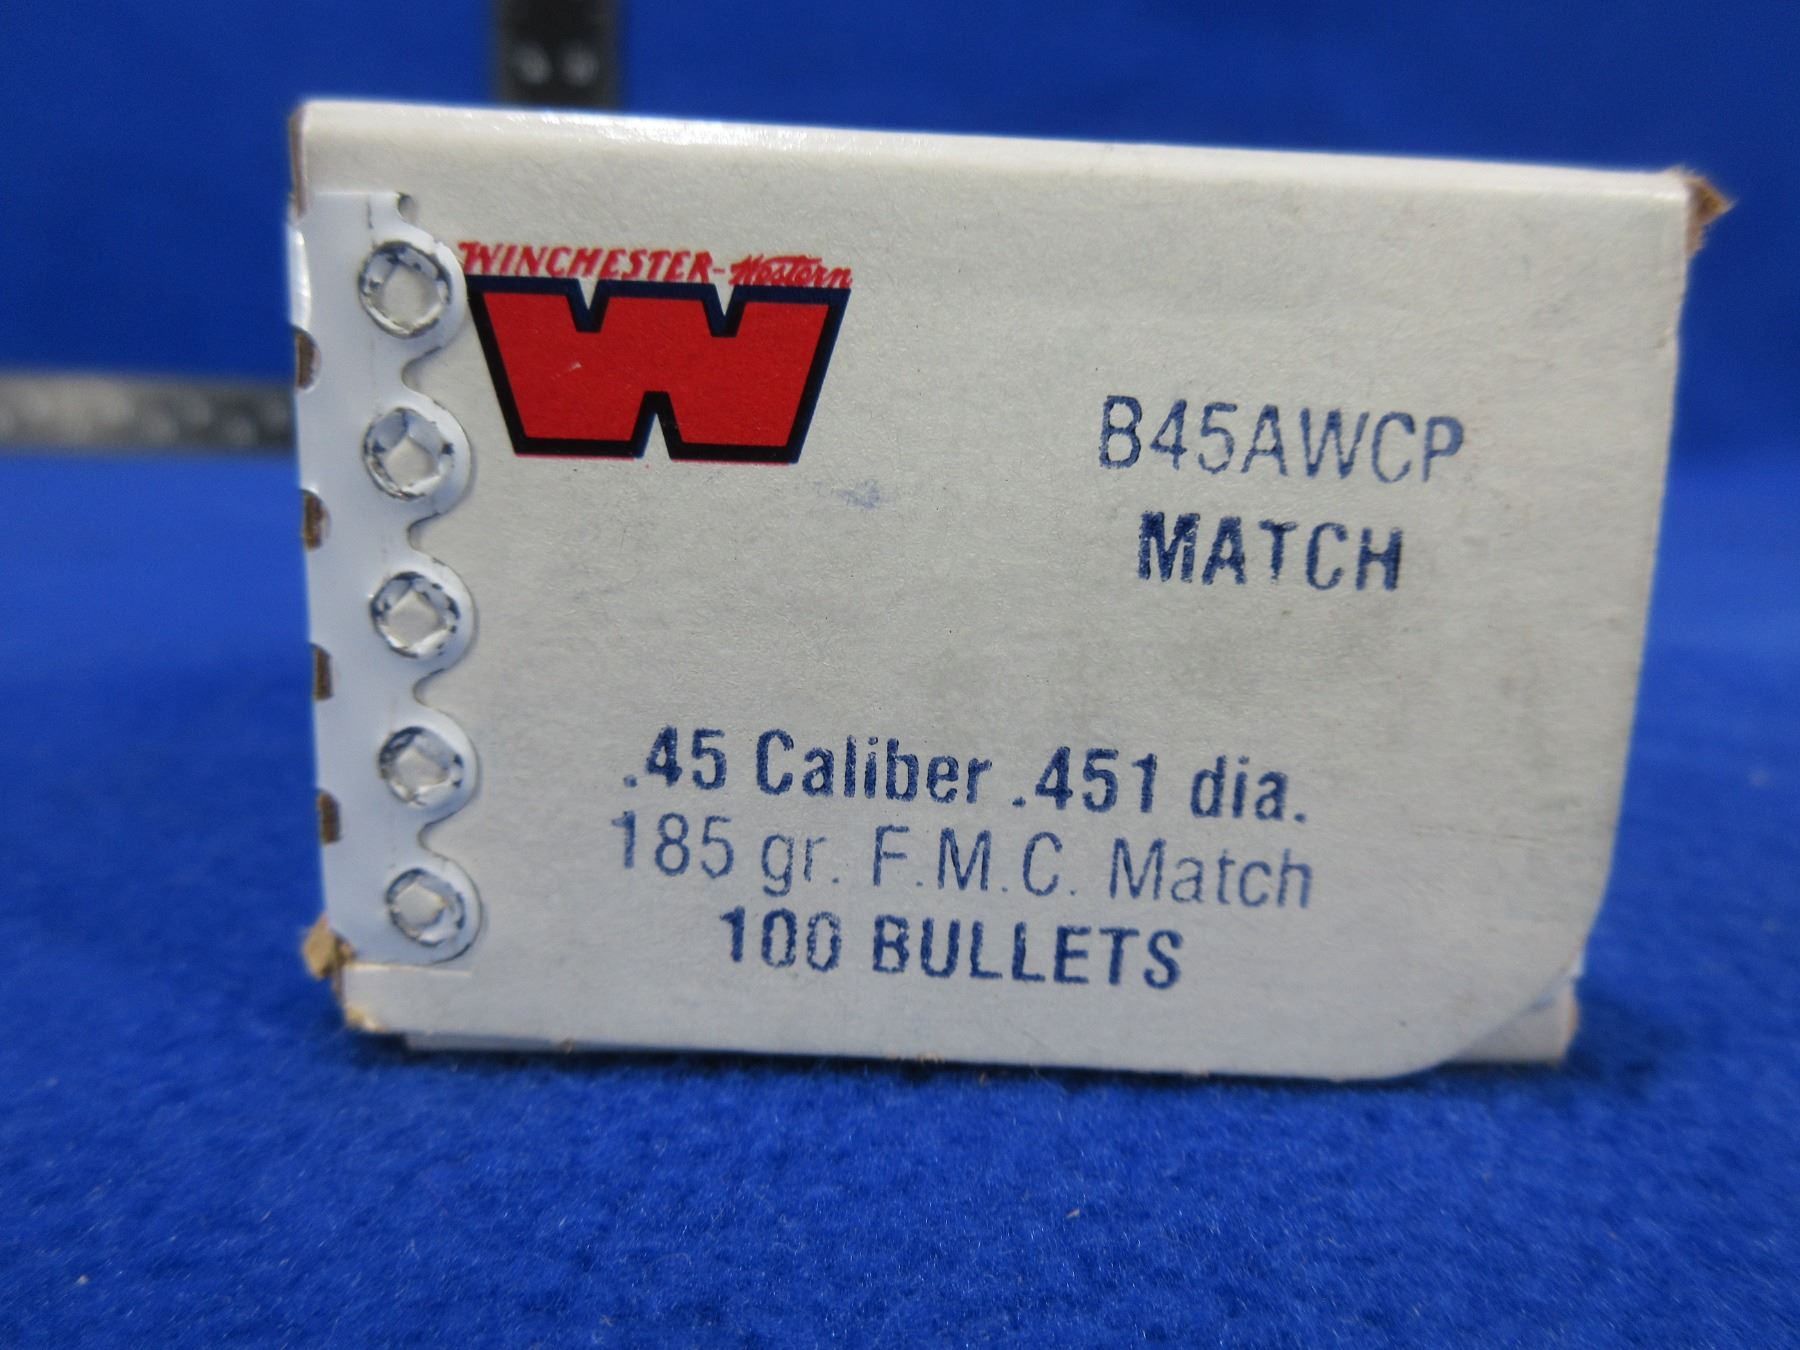 WINCHESTER-Western
W
B45AWCP
MATCH
.45 Caliber .451 dia.
185 gr. F.M.C. Match
100 BULLETS